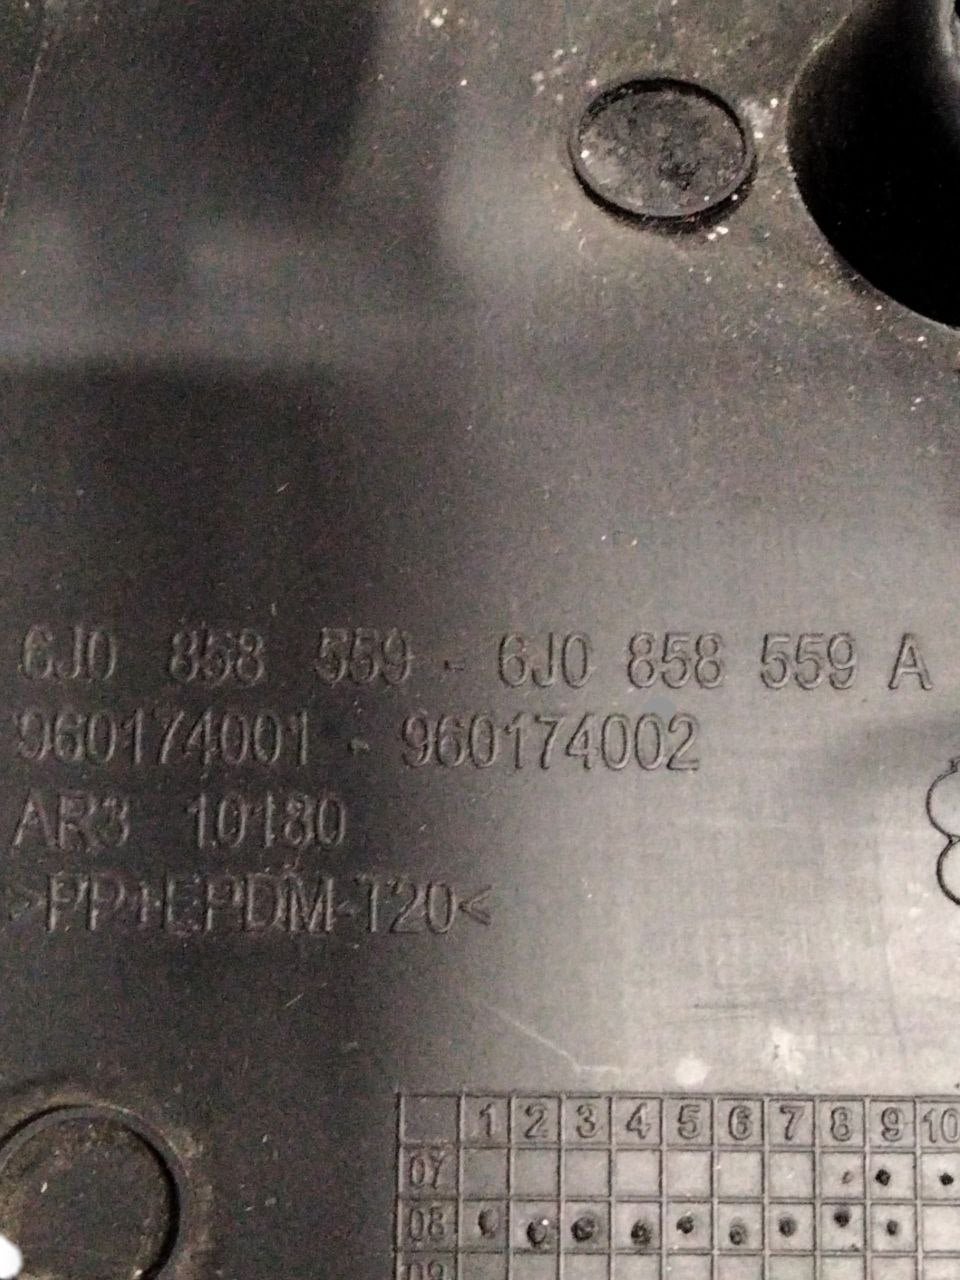 6J0 858 559 - 6J0 858 559 A
960174001 - 960174002
AR3 10180
>PP+EPDM-T20<
1 2 3 4 5 6 7 8 9 10
07
08
09